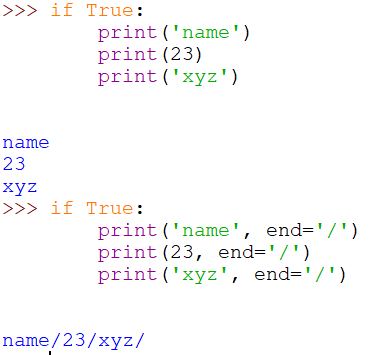 >>> if True:
        print('name')
        print(23)
        print('xyz')
name
23
xyz
>>> if True:
        print('name', end='/')
        print(23, end='/')
        print('xyz', end='/')
name/23/xyz/